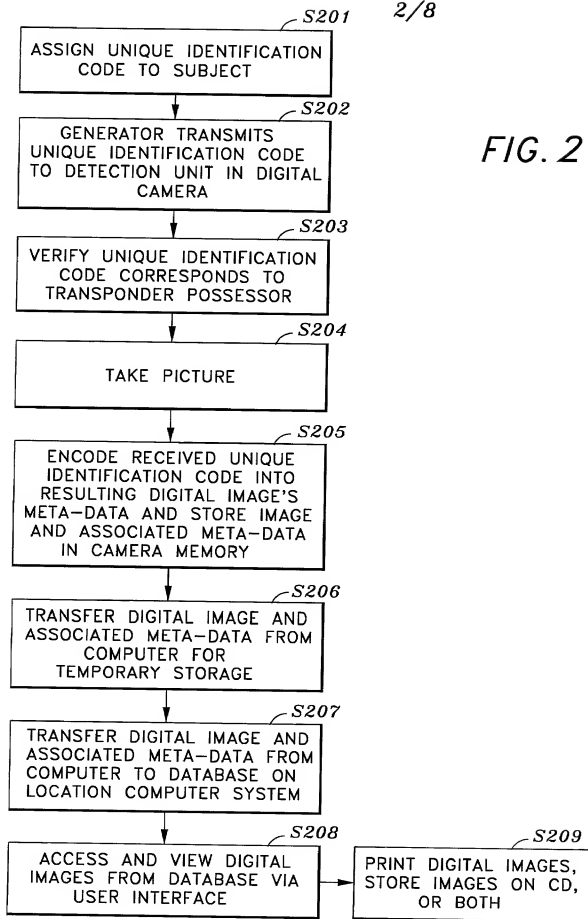 2/8
FIG. 2
S201
ASSIGN UNIQUE IDENTIFICATION
CODE TO SUBJECT
S202
GENERATOR TRANSMITS
UNIQUE IDENTIFICATION CODE
TO DETECTION UNIT IN DIGITAL
CAMERA
S203
VERIFY UNIQUE IDENTIFICATION
CODE CORRESPONDS TO
TRANSPONDER POSSESSOR
S204
TAKE PICTURE
S205
ENCODE RECEIVED UNIQUE
IDENTIFICATION CODE INTO
RESULTING DIGITAL IMAGE'S
META-DATA AND STORE IMAGE
AND ASSOCIATED META-DATA
IN CAMERA MEMORY
S206
TRANSFER DIGITAL IMAGE AND
ASSOCIATED META-DATA FROM
COMPUTER FOR
TEMPORARY STORAGE
S207
TRANSFER DIGITAL IMAGE AND
ASSOCIATED META-DATA FROM
COMPUTER TO DATABASE ON
LOCATION COMPUTER SYSTEM
S208
ACCESS AND VIEW DIGITAL
IMAGES FROM DATABASE VIA
USER INTERFACE
S209
PRINT DIGITAL IMAGES,
STORE IMAGES ON CD,
OR BOTH